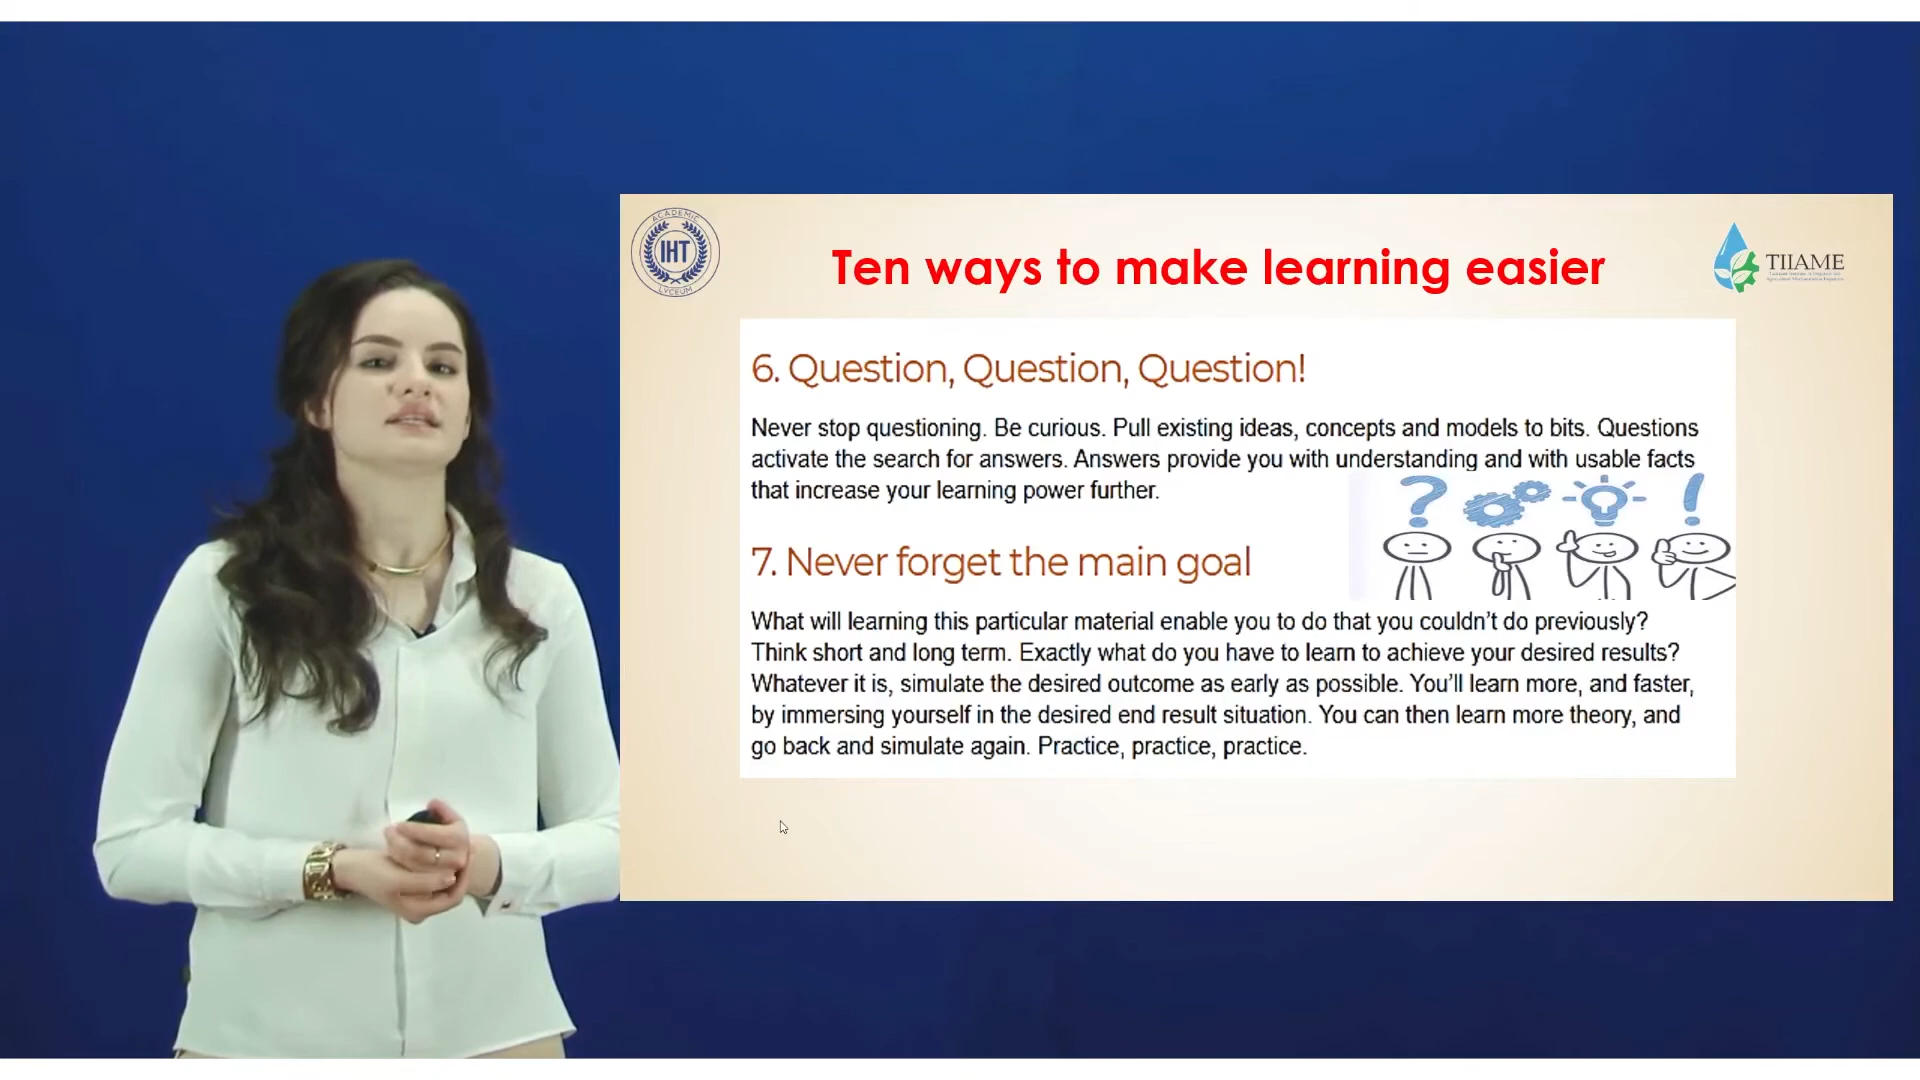 ACADEMIC
IHT
LYCEUM
Ten ways to make learning easier
TIIAME
6. Question, Question, Question!
Never stop questioning. Be curious. Pull existing ideas, concepts and models to bits. Questions
activate the search for answers. Answers provide you with understanding and with usable facts
that increase your learning power further.
7. Never forget the main goal
What will learning this particular material enable you to do that you couldn’t do previously?
Think short and long term. Exactly what do you have to learn to achieve your desired results?
Whatever it is, simulate the desired outcome as early as possible. You’ll learn more, and faster,
by immersing yourself in the desired end result situation. You can then learn more theory, and
go back and simulate again. Practice, practice, practice.